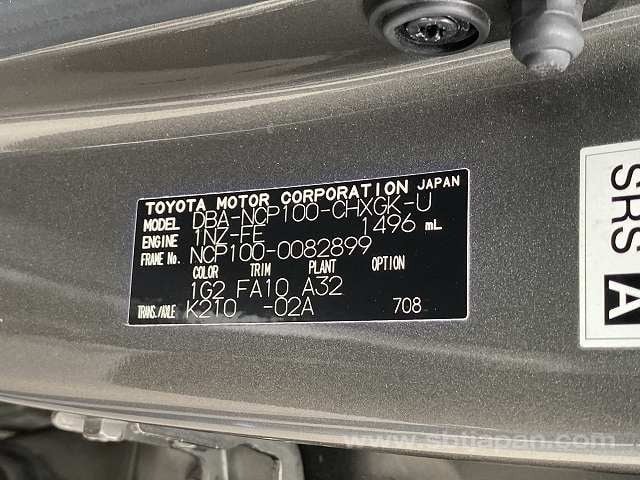 TOYOTA MOTOR CORPORATION JAPAN
MODEL DBA-NCP100-CHXGK-U
ENGINE 1NZ-FE 1496 mL
FRAME No. NCP100-0082899
COLOR TRIM PLANT OPTION
1G2 FA10 A32
TRANS./AXLE K210 -02A 708
SRS A
www.sbtjapan.com